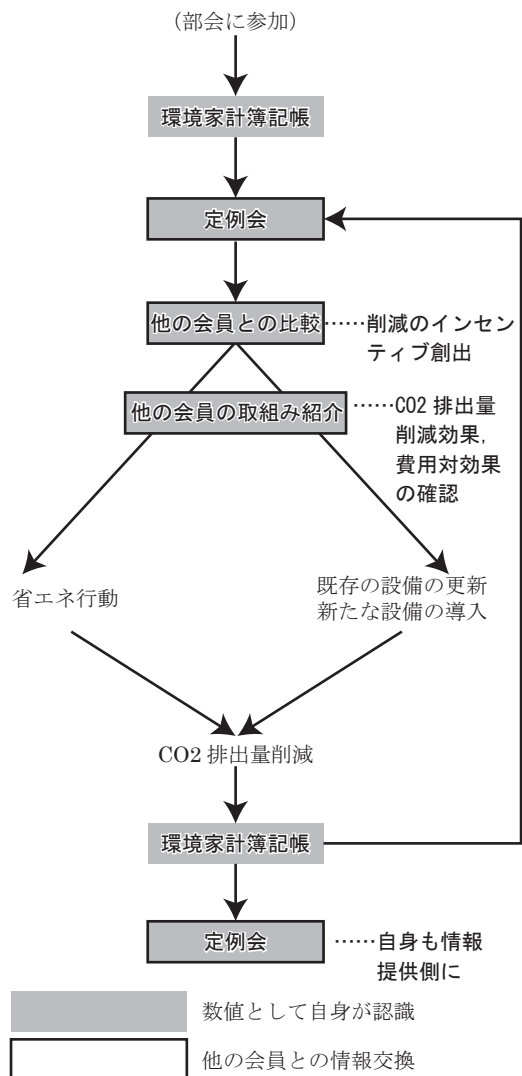 (部会に参加)
環境家計簿記帳
定例会
他の会員との比較……削減のインセン
ティブ創出
他の会員の取組み紹介……CO2 排出量
削減効果,
費用対効果
の確認
省エネ行動
既存の設備の更新
新たな設備の導入
CO2 排出量削減
環境家計簿記帳
定例会 ……自身も情報
提供側に
数値として自身が認識
他の会員との情報交換